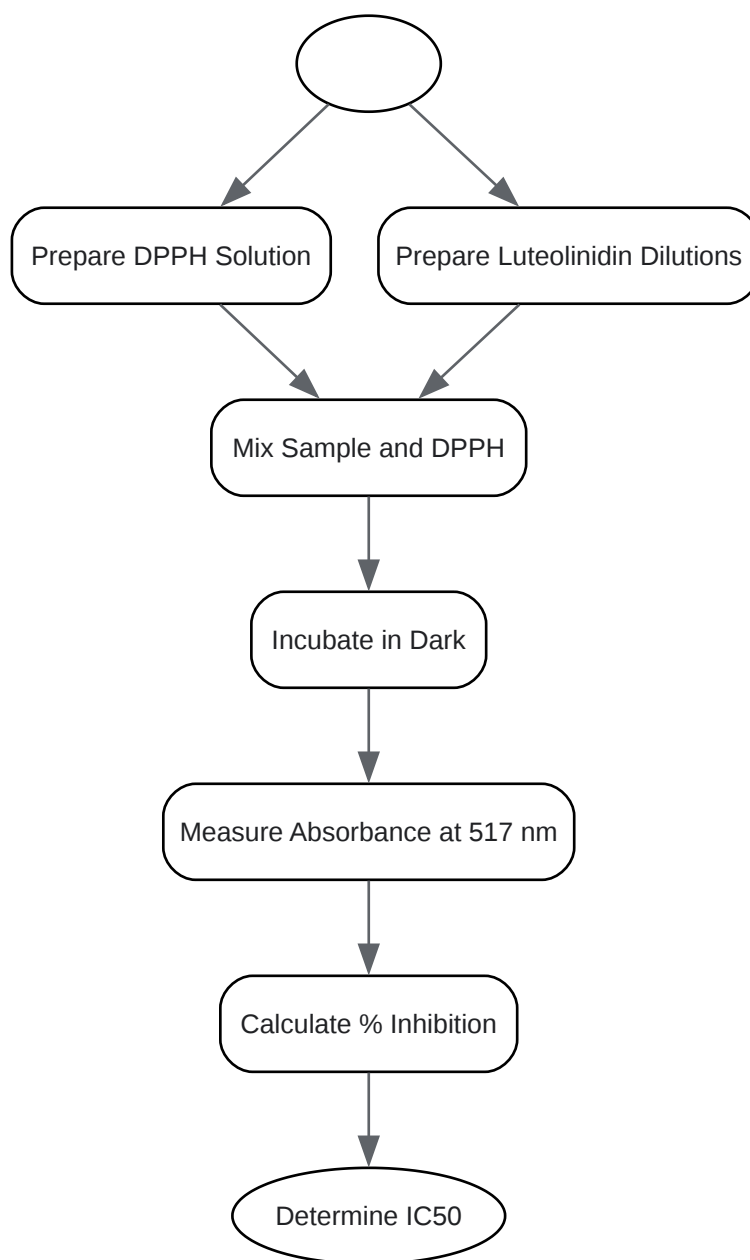 Prepare DPPH Solution
Prepare Luteolinidin Dilutions
Mix Sample and DPPH
Incubate in Dark
Measure Absorbance at 517 nm
Calculate % Inhibition
Determine IC50